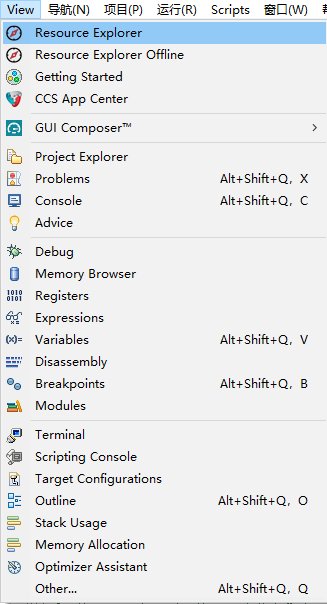 View 导航(N) 项目(P) 运行(R) Scripts 窗口(W)
Resource Explorer
Resource Explorer Offline
Getting Started
CCS App Center
GUI Composer™
Project Explorer
Problems Alt+Shift+Q, X
Console Alt+Shift+Q, C
Advice
Debug
Memory Browser
Registers
Expressions
Variables Alt+Shift+Q, V
Disassembly
Breakpoints Alt+Shift+Q, B
Modules
Terminal
Scripting Console
Target Configurations
Outline Alt+Shift+Q, O
Stack Usage
Memory Allocation
Optimizer Assistant
Other... Alt+Shift+Q, Q